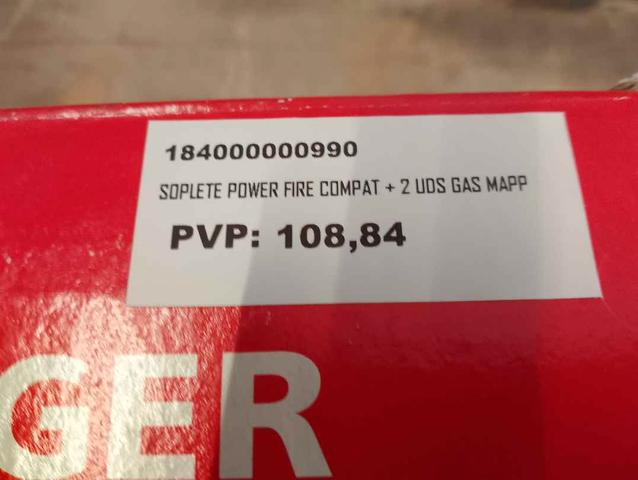 184000000990
SOPLETE POWER FIRE COMPAT + 2 UDS GAS MAPP
PVP: 108,84
GER